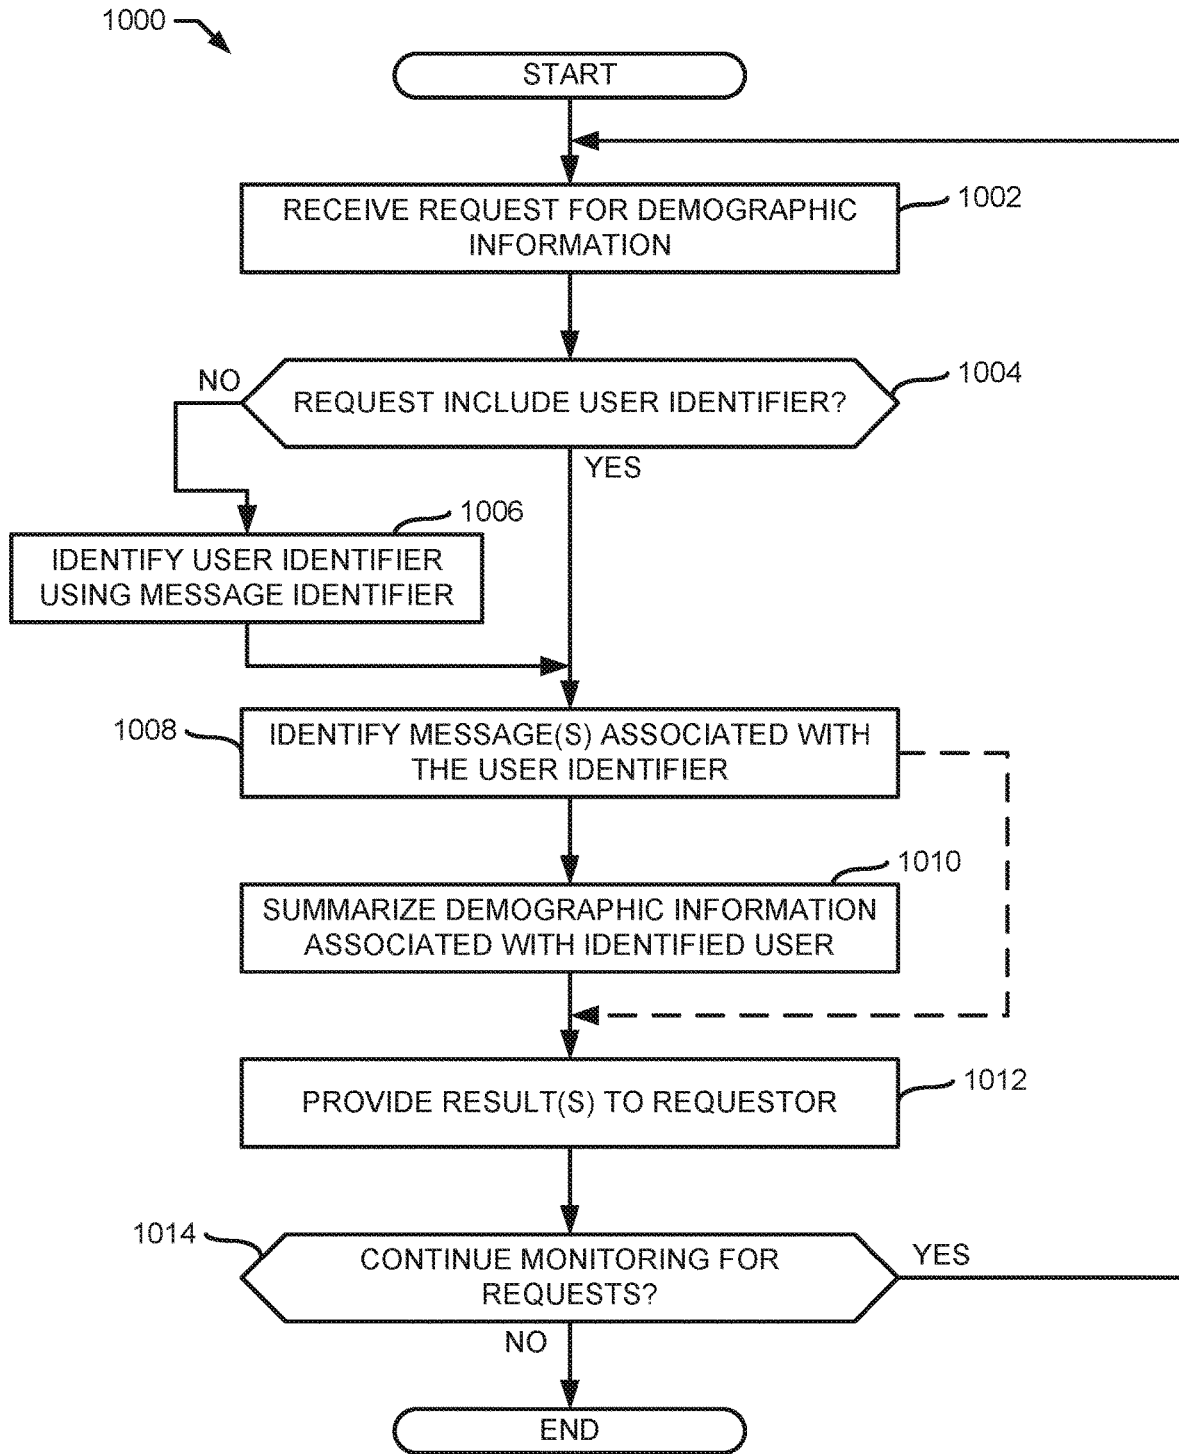 1000
START
RECEIVE REQUEST FOR DEMOGRAPHIC
INFORMATION
1002
NO
REQUEST INCLUDE USER IDENTIFIER?
1004
YES
1006
IDENTIFY USER IDENTIFIER
USING MESSAGE IDENTIFIER
1008
IDENTIFY MESSAGE(S) ASSOCIATED WITH
THE USER IDENTIFIER
1010
SUMMARIZE DEMOGRAPHIC INFORMATION
ASSOCIATED WITH IDENTIFIED USER
PROVIDE RESULT(S) TO REQUESTOR
1012
1014
CONTINUE MONITORING FOR
REQUESTS?
YES
NO
END